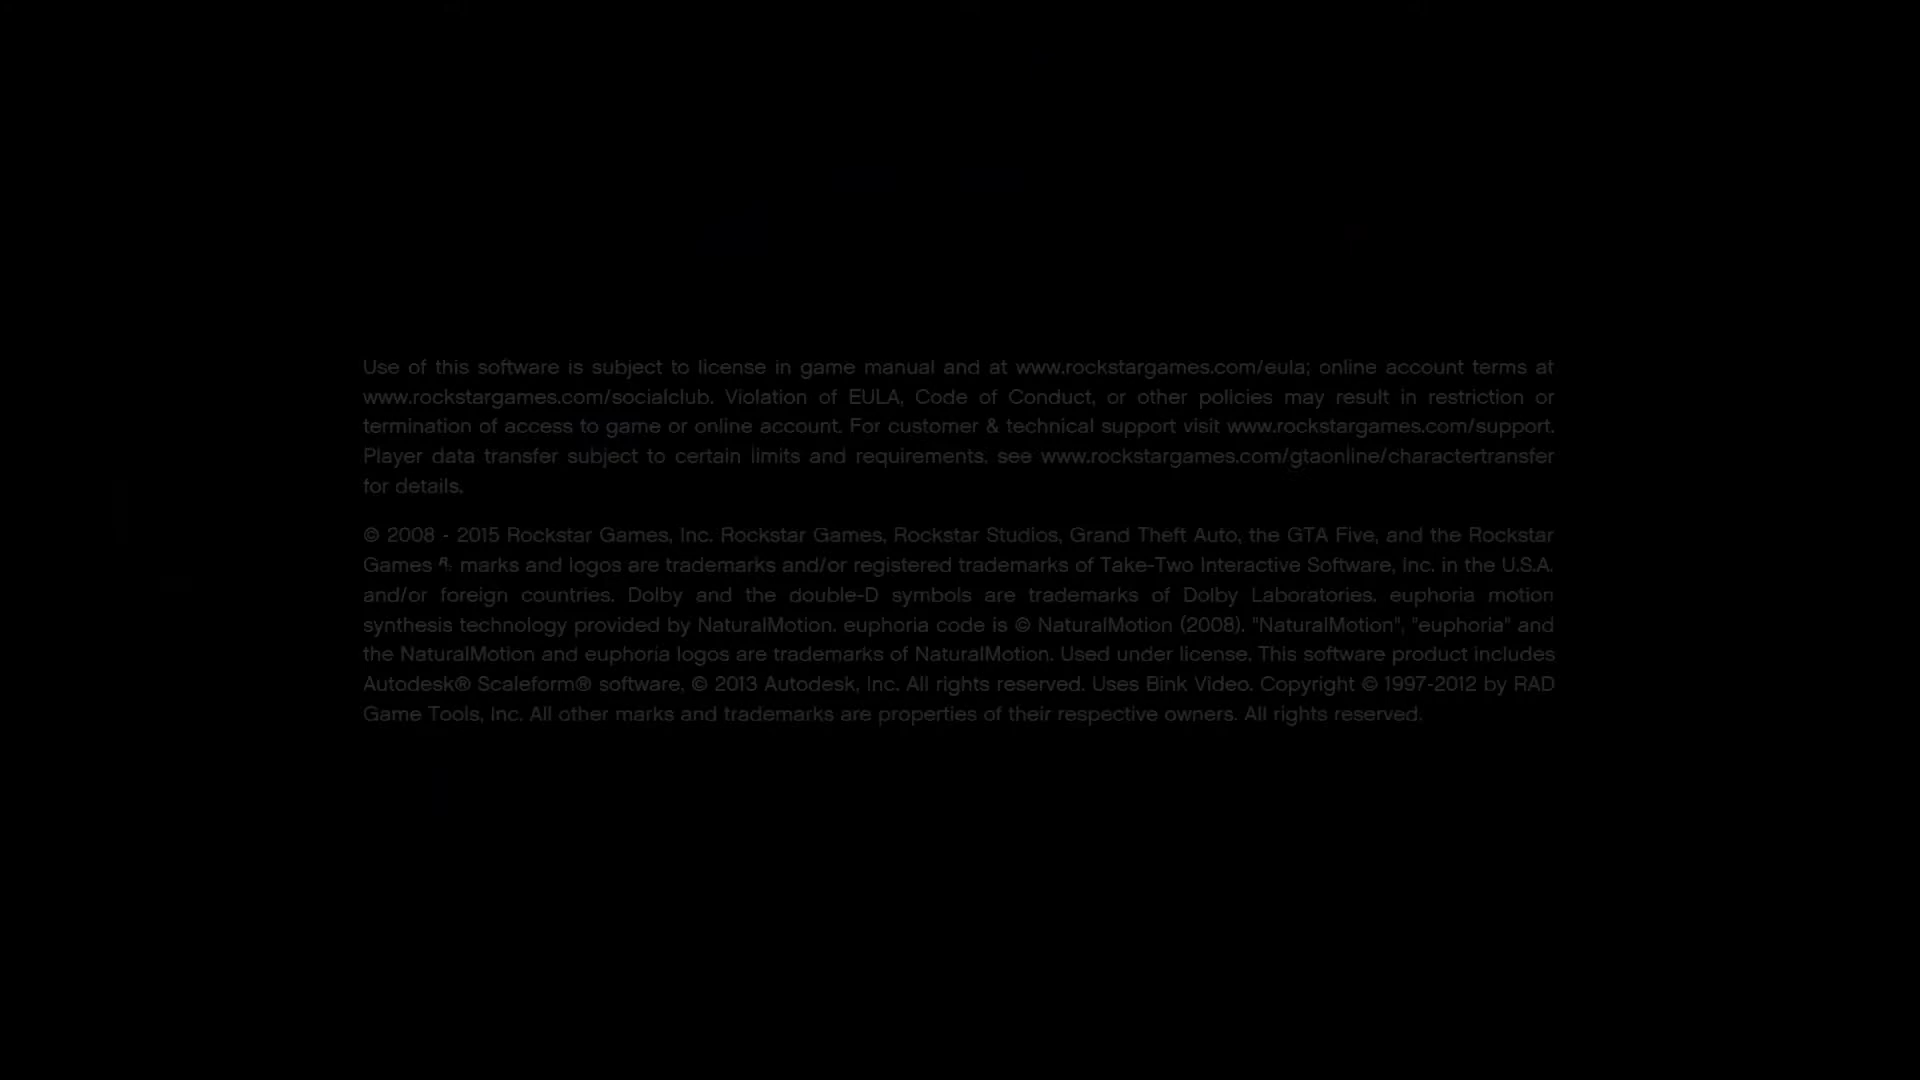 Use of this software is subject to license in game manual and at www.rockstargames.com/eula; online account terms at
www.rockstargames.com/socialclub. Violation of EULA, Code of Conduct, or other policies may result in restriction or
termination of access to game or online account. For customer & technical support visit www.rockstargames.com/support.
Player data transfer subject to certain limits and requirements, see www.rockstargames.com/gtaonline/charactertransfer
for details.
© 2008 - 2015 Rockstar Games, Inc. Rockstar Games, Rockstar Studios, Grand Theft Auto, the GTA Five, and the Rockstar
Games R* marks and logos are trademarks and/or registered trademarks of Take-Two Interactive Software, Inc. in the U.S.A.
and/or foreign countries. Dolby and the double-D symbols are trademarks of Dolby Laboratories. euphoria motion
synthesis technology provided by NaturalMotion. euphoria code is © NaturalMotion (2008). "NaturalMotion", "euphoria" and
the NaturalMotion and euphoria logos are trademarks of NaturalMotion. Used under license. This software product includes
Autodesk® Scaleform® software, © 2013 Autodesk, Inc. All rights reserved. Uses Bink Video. Copyright © 1997-2012 by RAD
Game Tools, Inc. All other marks and trademarks are properties of their respective owners. All rights reserved.